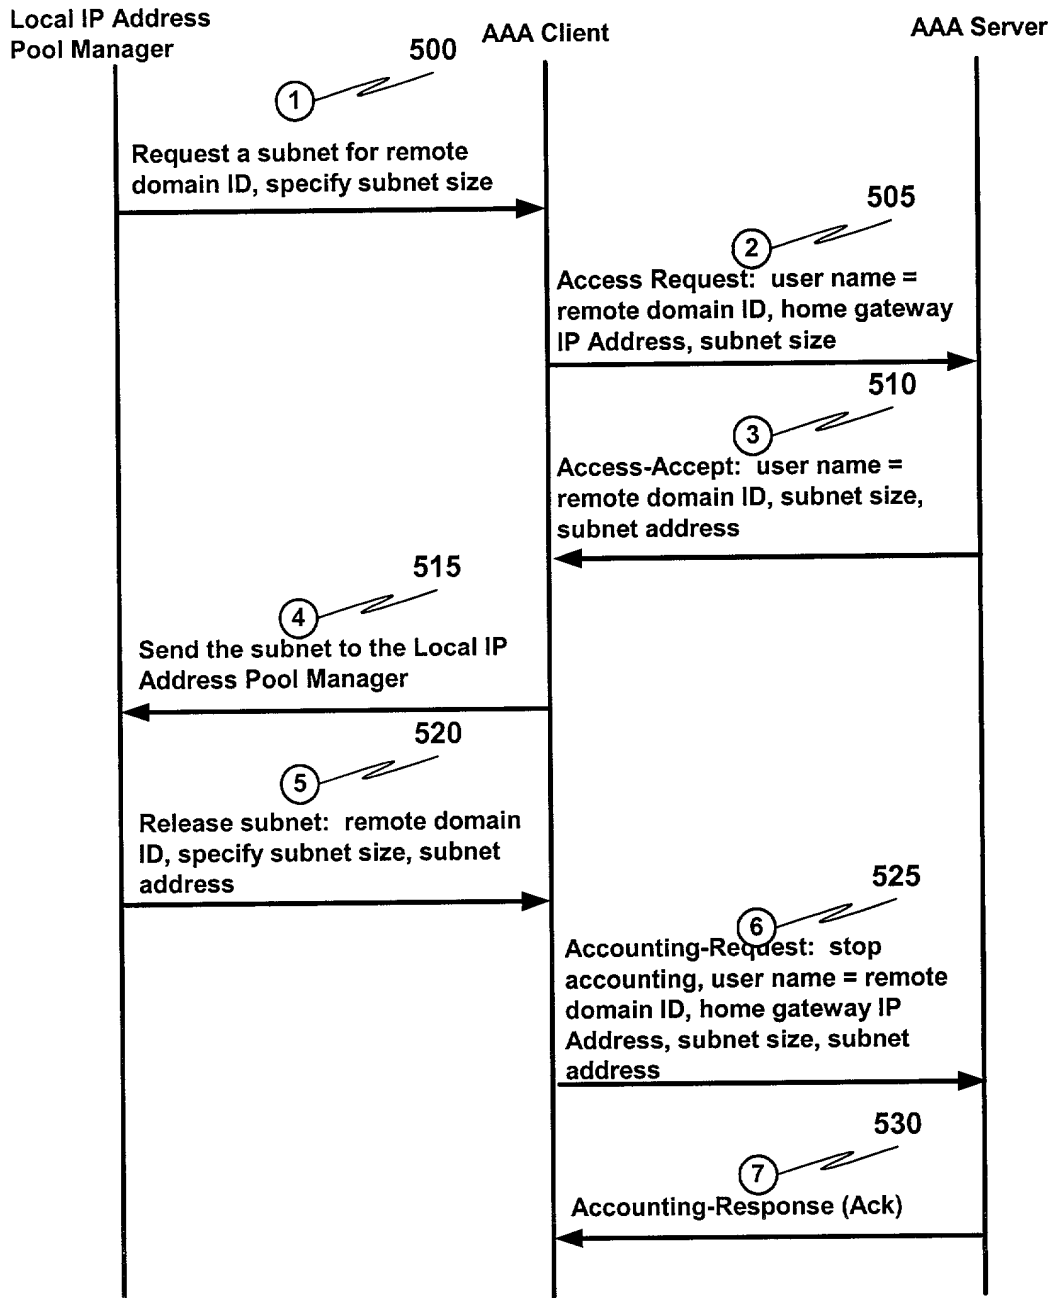 Local IP Address
Pool Manager
AAA Client
AAA Server
500
1
Request a subnet for remote
domain ID, specify subnet size
505
2
Access Request: user name =
remote domain ID, home gateway
IP Address, subnet size
510
3
Access-Accept: user name =
remote domain ID, subnet size,
subnet address
515
4
Send the subnet to the Local IP
Address Pool Manager
520
5
Release subnet: remote domain
ID, specify subnet size, subnet
address
525
6
Accounting-Request: stop
accounting, user name = remote
domain ID, home gateway IP
Address, subnet size, subnet
address
530
7
Accounting-Response (Ack)